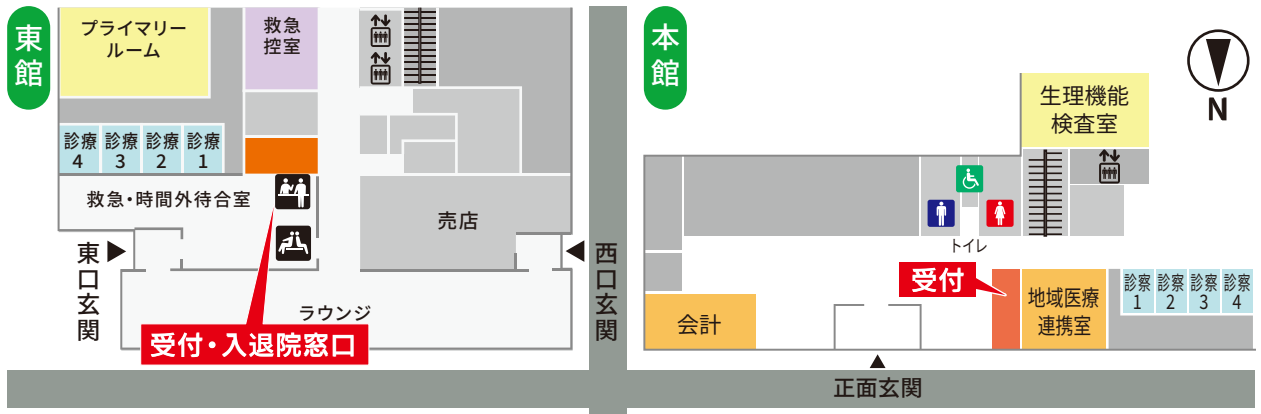 東館
プライマリー
ルーム
救急
控室
診療
4
診療
3
診療
2
診療
1
救急・時間外待合室
売店
東口玄関
西口玄関
ラウンジ
受付・入退院窓口
本館
N
生理機能
検査室
トイレ
受付
会計
地域医療
連携室
診察
1
診察
2
診察
3
診察
4
正面玄関